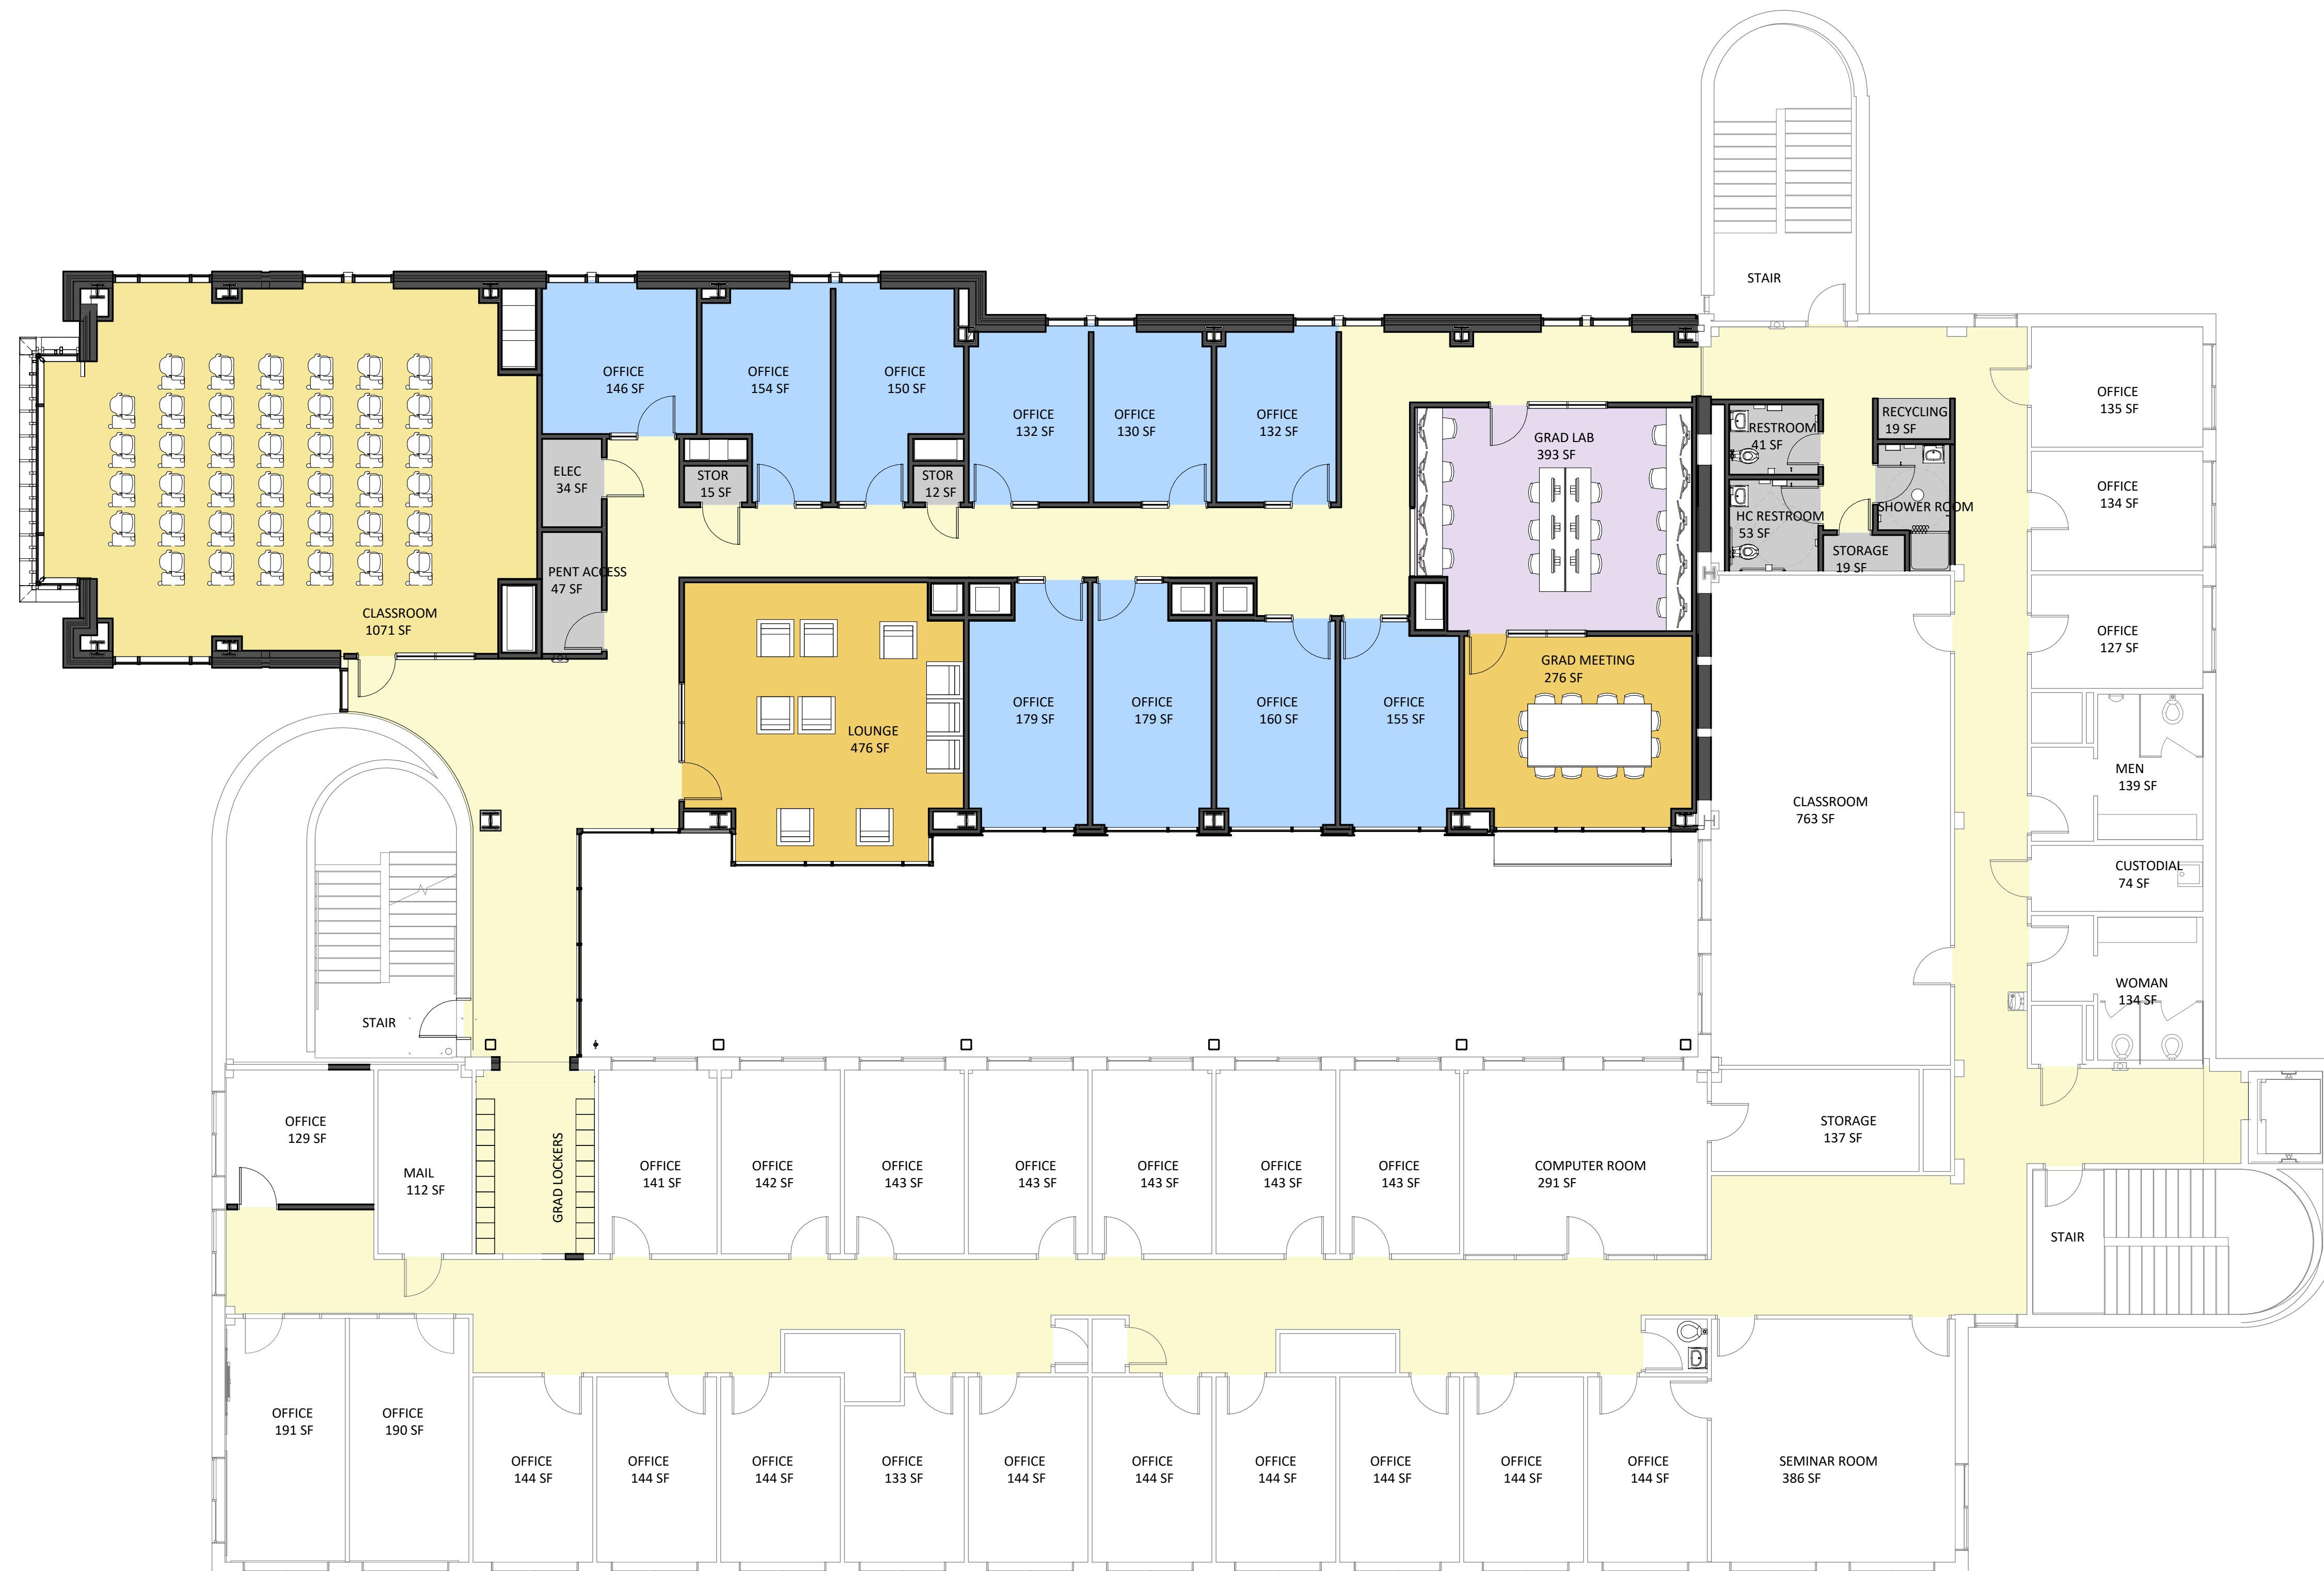 STAIR
OFFICE
146 SF
OFFICE
154 SF
OFFICE
150 SF
OFFICE
132 SF
OFFICE
130 SF
OFFICE
132 SF
GRAD LAB
393 SF
RESTROOM
41 SF
RECYCLING
19 SF
OFFICE
135 SF
ELEC
34 SF
STOR
15 SF
STOR
12 SF
OFFICE
134 SF
HC RESTROOM
53 SF
SHOWER ROOM
STORAGE
19 SF
PENT ACCESS
47 SF
CLASSROOM
1071 SF
OFFICE
127 SF
GRAD MEETING
276 SF
LOUNGE
476 SF
OFFICE
179 SF
OFFICE
179 SF
OFFICE
160 SF
OFFICE
155 SF
MEN
139 SF
CLASSROOM
763 SF
CUSTODIAL
74 SF
WOMAN
134 SF
STAIR
OFFICE
129 SF
MAIL
112 SF
GRAD LOCKERS
OFFICE
141 SF
OFFICE
142 SF
OFFICE
143 SF
OFFICE
143 SF
OFFICE
143 SF
OFFICE
143 SF
OFFICE
143 SF
COMPUTER ROOM
291 SF
STORAGE
137 SF
STAIR
OFFICE
191 SF
OFFICE
190 SF
OFFICE
144 SF
OFFICE
144 SF
OFFICE
144 SF
OFFICE
133 SF
OFFICE
144 SF
OFFICE
144 SF
OFFICE
144 SF
OFFICE
144 SF
OFFICE
144 SF
OFFICE
144 SF
SEMINAR ROOM
386 SF